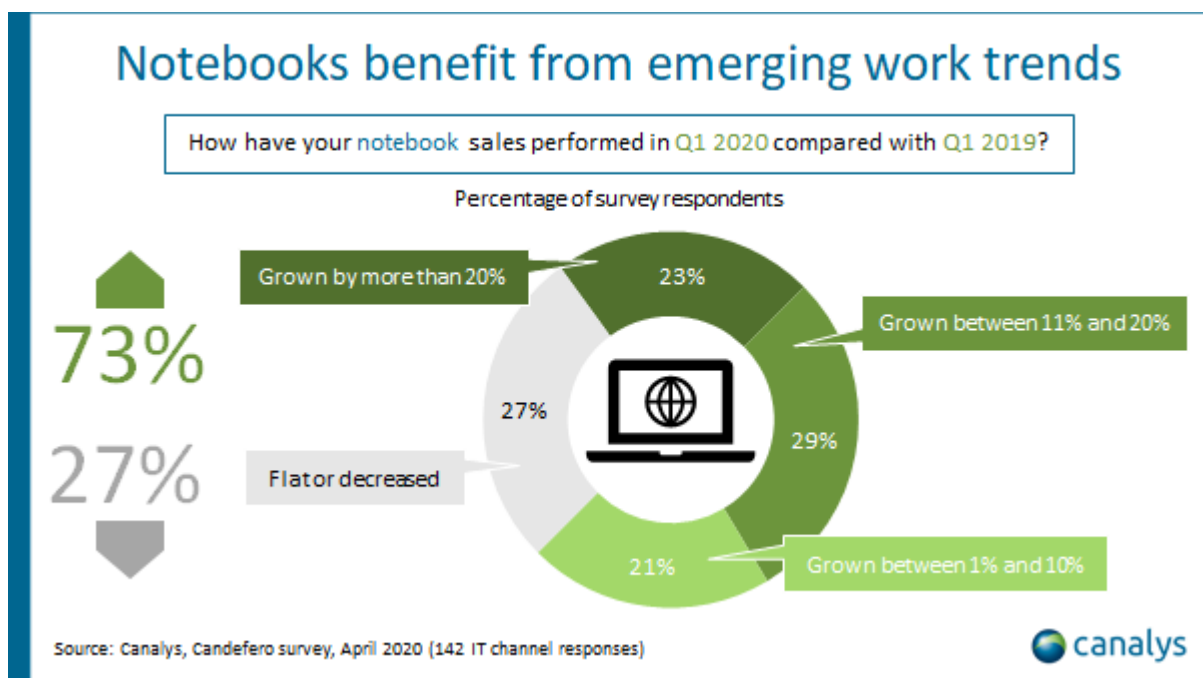 Notebooks benefit from emerging work trends
How have your notebook sales performed in Q1 2020 compared with Q1 2019?
Percentage of survey respondents
73%
27%
Grown by more than 20%
23%
Grown between 11% and 20%
29%
27%
Flat or decreased
21%
Grown between 1% and 10%
Source: Canalys, Candefero survey, April 2020 (142 IT channel responses)
canalys